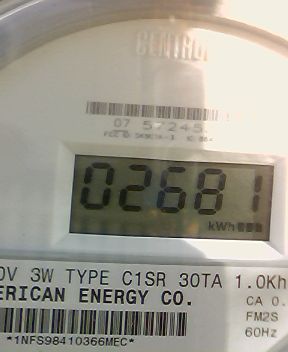 CENTRON
07 57245
02681
kWh
0V 3W TYPE C1SR 30TA 1.0Kh
ERICAN ENERGY CO.
CA 0.
FM2S
60Hz
*1NFS98410366MEC*